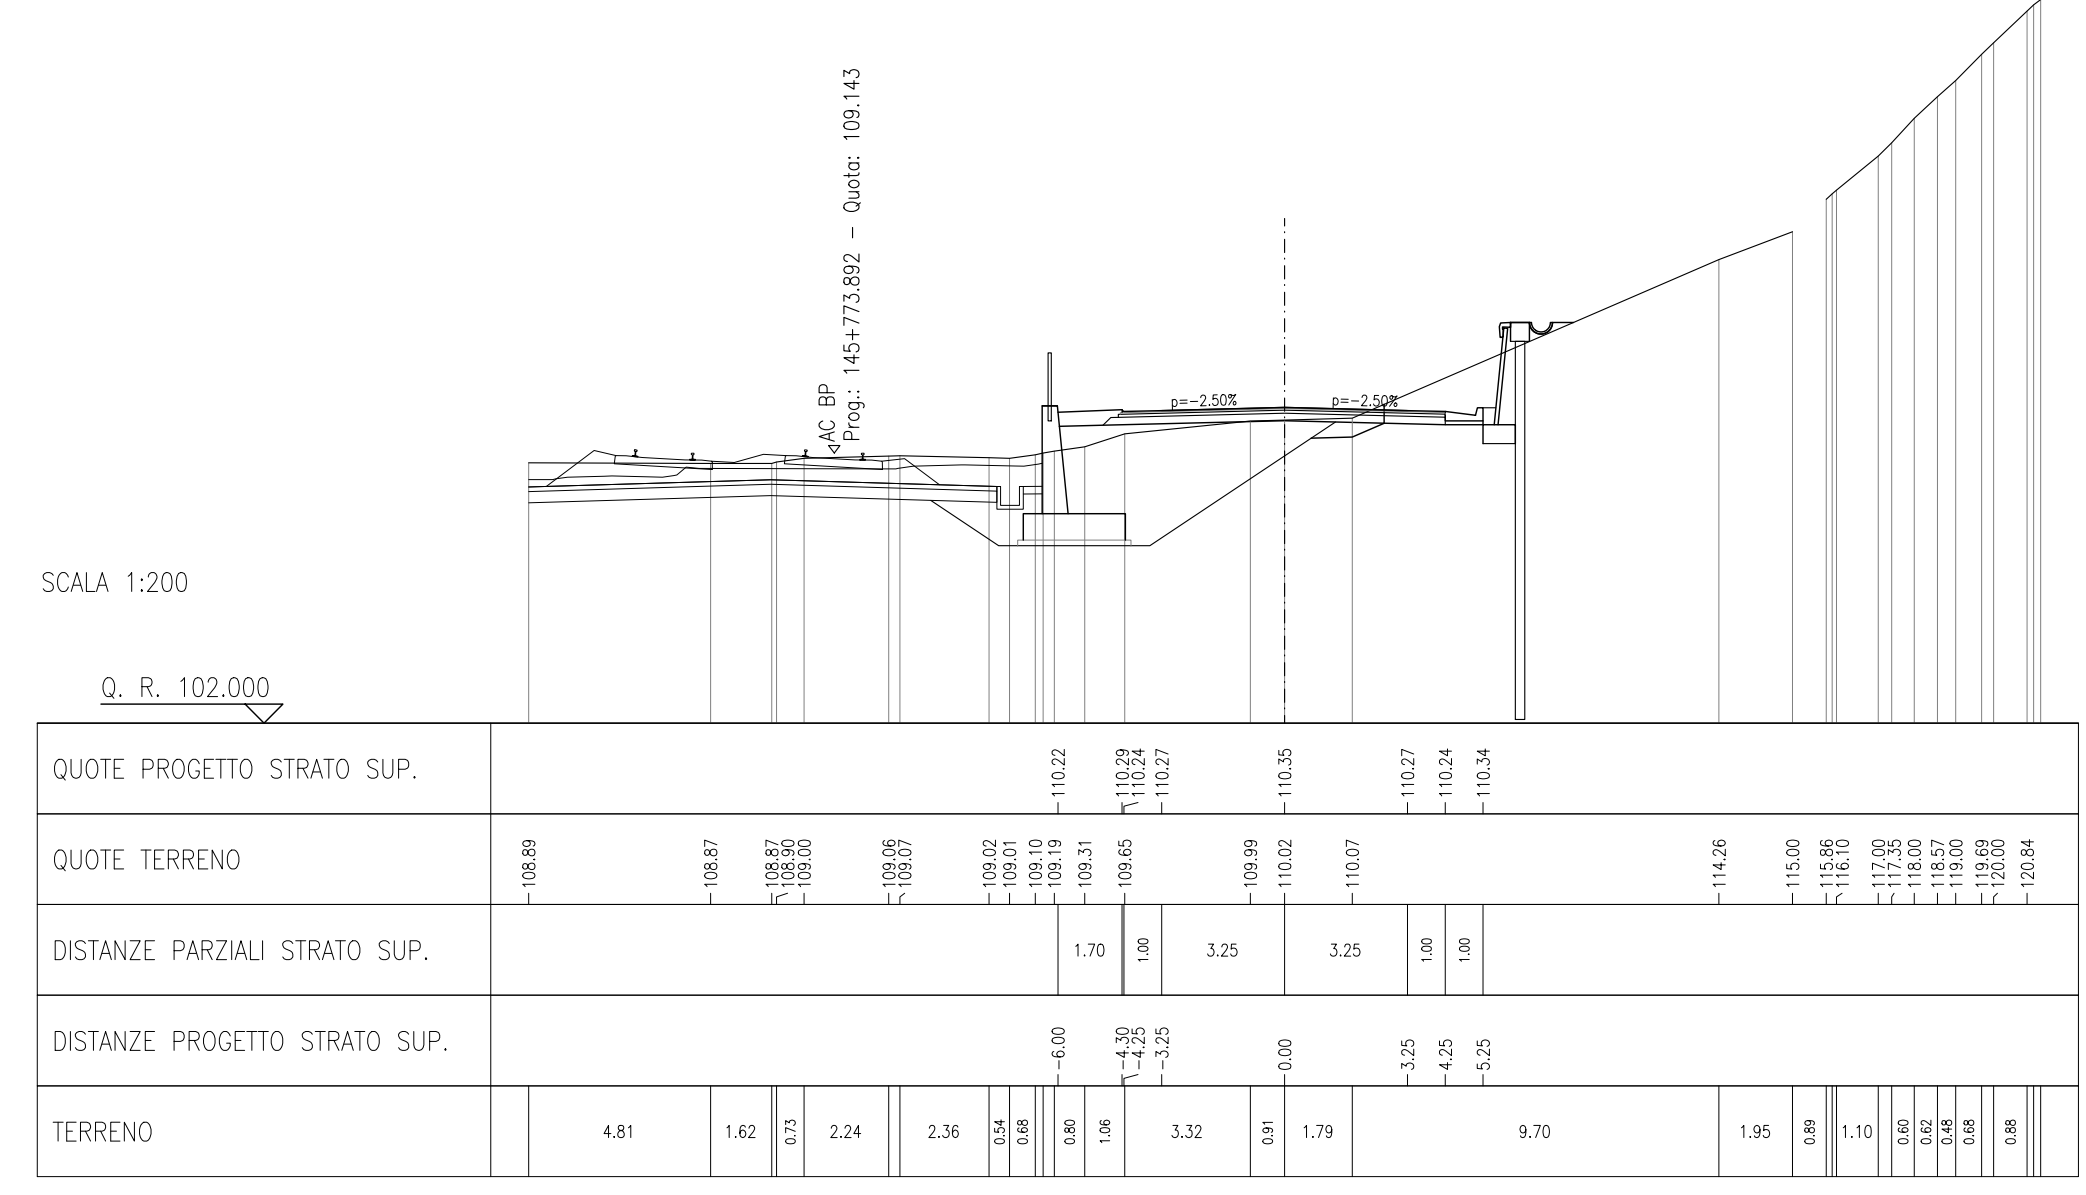 AC BP
Prog.: 145+773.892 - Quota: 109.143
p=-2.50%
p=-2.50%
SCALA 1:200
Q. R. 102.000
QUOTE PROGETTO STRATO SUP.
110.22 110.29 110.24 110.27 110.35 110.27 110.24 110.34
QUOTE TERRENO
108.89 108.87 108.87 108.90 109.00 109.06 109.07 109.02 109.01 109.10 109.19 109.31 109.65 109.99 110.02 110.07 114.26 115.00 115.86 116.10 117.00 117.35 118.00 118.57 119.00 119.69 120.00 120.84
DISTANZE PARZIALI STRATO SUP.
1.70 1.00 3.25 3.25 1.00 1.00
DISTANZE PROGETTO STRATO SUP.
-6.00 -4.30 -4.25 -3.25 0.00 3.25 4.25 5.25
TERRENO
4.81 1.62 0.73 2.24 2.36 0.54 0.68 0.80 1.06 3.32 0.91 1.79 9.70 1.95 0.89 1.10 0.60 0.62 0.48 0.68 0.88